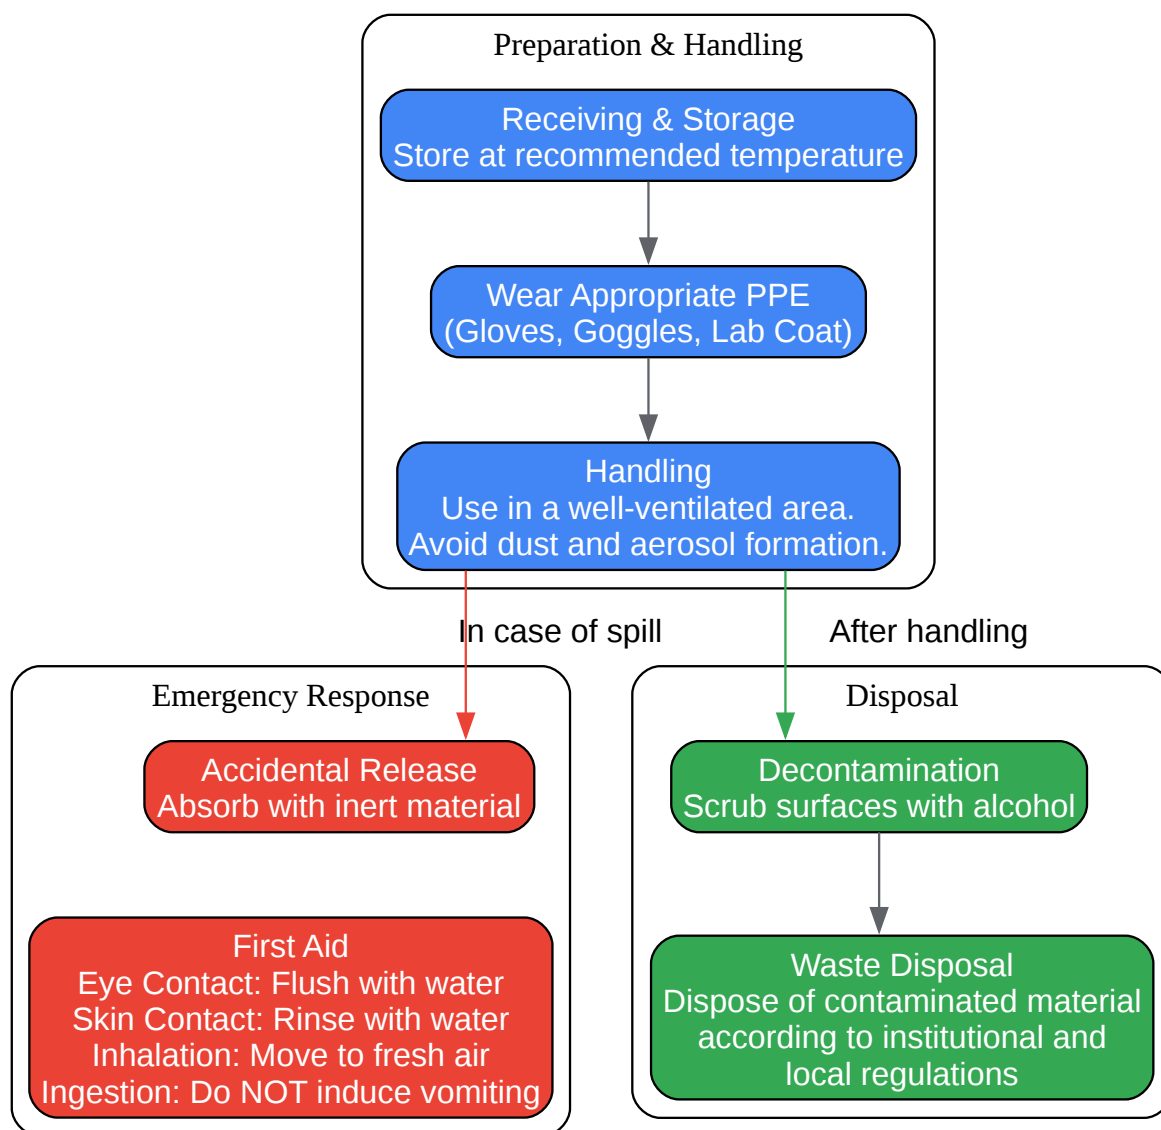 Preparation & Handling
Receiving & Storage
Store at recommended temperature
Wear Appropriate PPE
(Gloves, Goggles, Lab Coat)
Handling
Use in a well-ventilated area.
Avoid dust and aerosol formation.
In case of spill
After handling
Emergency Response
Accidental Release
Absorb with inert material
First Aid
Eye Contact: Flush with water
Skin Contact: Rinse with water
Inhalation: Move to fresh air
Ingestion: Do NOT induce vomiting
Disposal
Decontamination
Scrub surfaces with alcohol
Waste Disposal
Dispose of contaminated material
according to institutional and
local regulations